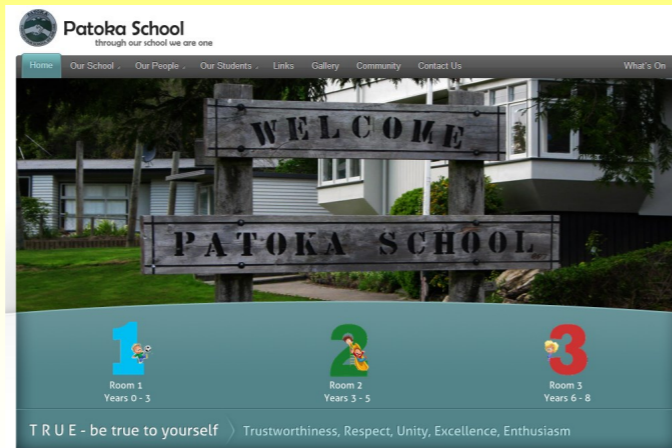 Patoka School
through our school we are one
Home Our School Our People Our Students Links Gallery Community Contact Us What's On
WELCOME
PATOKA SCHOOL
1 2 3
Room 1 Room 2 Room 3
Years 0 - 3 Years 3 - 5 Years 6 - 8
T R U E - be true to yourself Trustworthiness, Respect, Unity, Excellence, Enthusiasm